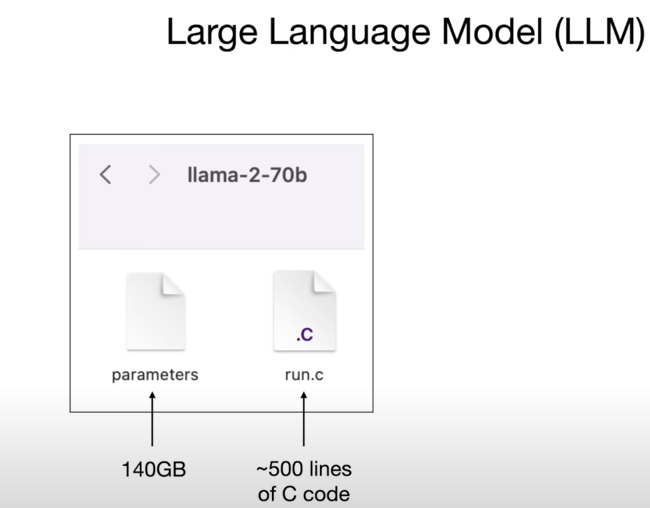 Large Language Model (LLM)
llama-2-70b
.C
parameters
run.c
140GB
~500 lines
of C code